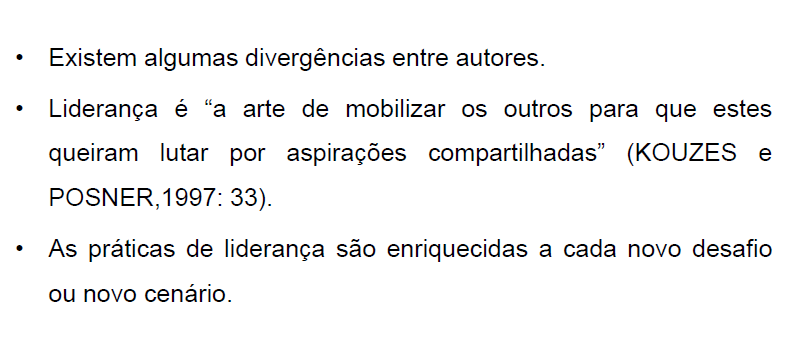 • Existem algumas divergências entre autores.
• Liderança é “a arte de mobilizar os outros para que estes
queiram lutar por aspirações compartilhadas” (KOUZES e
POSNER,1997: 33).
• As práticas de liderança são enriquecidas a cada novo desafio
ou novo cenário.